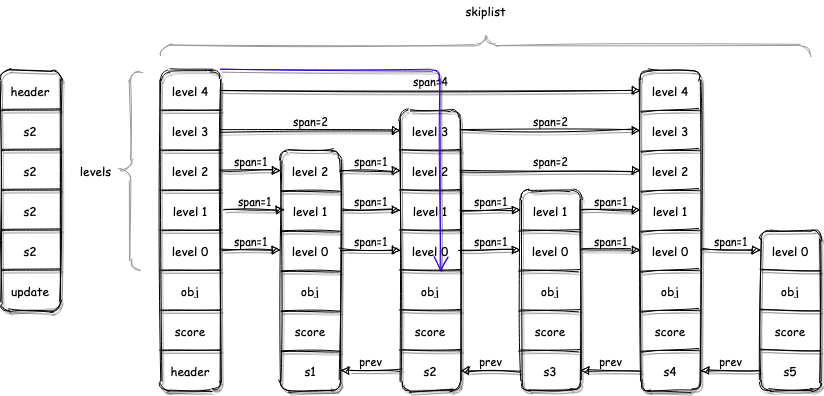 skiplist
span=4
header level 4 level 4
span=2 span=2
s2 level 3 level 3 level 3
span=1 span=1 span=2
s2 levels level 2 level 2 level 2 level 2
span=1 span=1 span=1 span=1
s2 level 1 level 1 level 1 level 1 level 1
span=1 span=1 span=1 span=1 span=1
s2 level 0 level 0 level 0 level 0 level 0 level 0
update obj obj obj obj obj obj
score score score score score score
prev prev prev prev
header s1 s2 s3 s4 s5